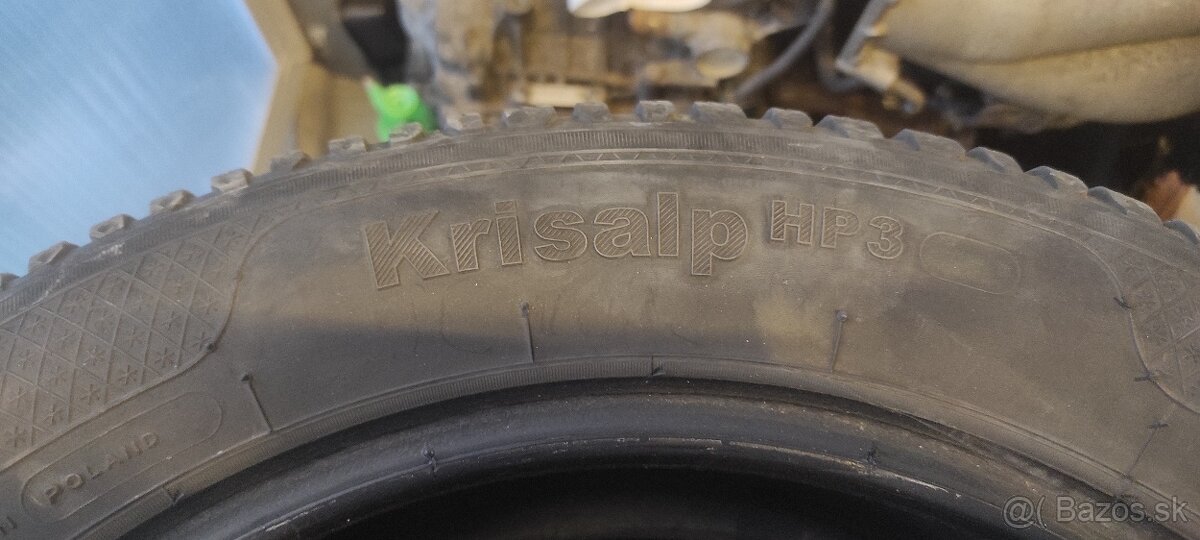 Krisalp HP3
POLAND
@( Bazos.sk